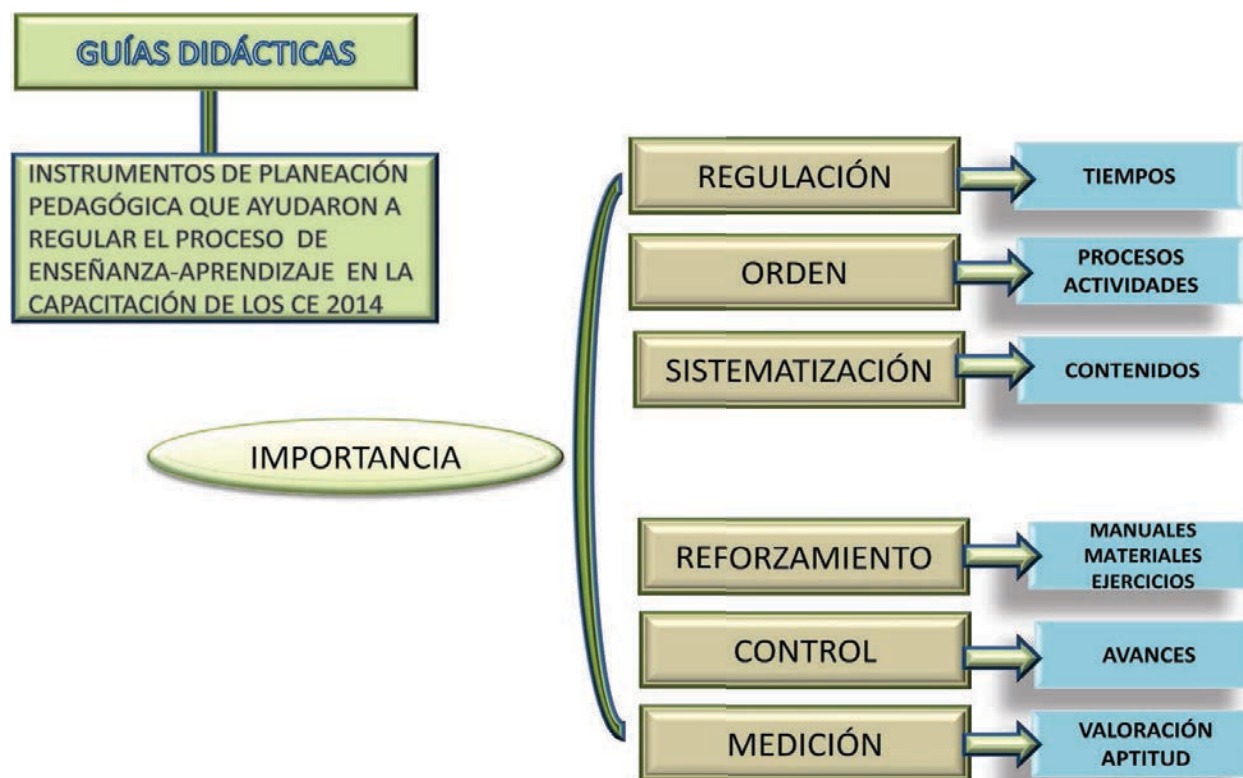 GUÍAS DIDÁCTICAS
INSTRUMENTOS DE PLANEACIÓN
PEDAGÓGICA QUE AYUDARON A
REGULAR EL PROCESO DE
ENSEÑANZA-APRENDIZAJE EN LA
CAPACITACIÓN DE LOS CE 2014
IMPORTANCIA
REGULACIÓN
TIEMPOS
ORDEN
PROCESOS
ACTIVIDADES
SISTEMATIZACIÓN
CONTENIDOS
REFORZAMIENTO
MANUALES
MATERIALES
EJERCICIOS
CONTROL
AVANCES
MEDICIÓN
VALORACIÓN
APTITUD